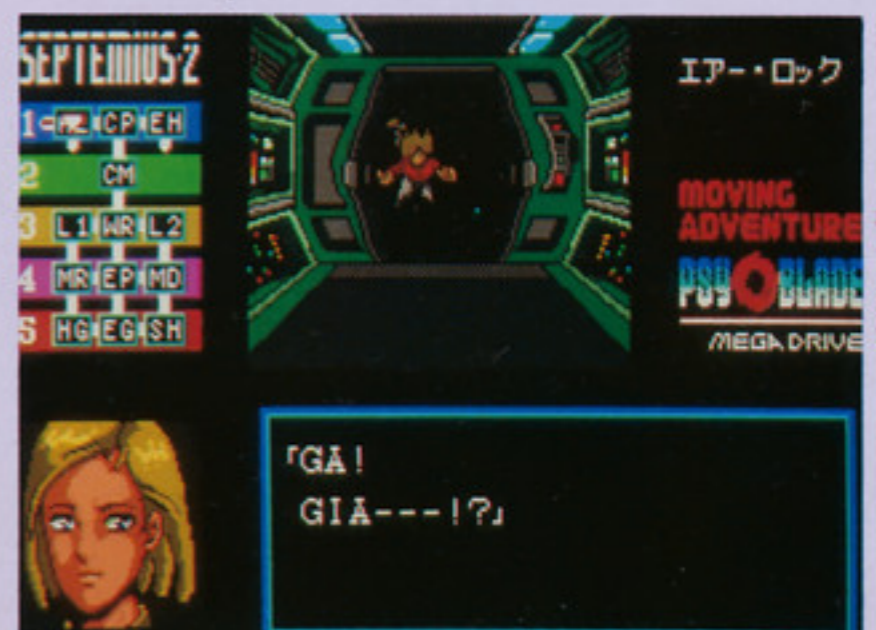 SEPTEMIUS-2
1 AL CP EH
2 CM
3 L1 WR L2
4 MR EP MD
5 HG EG SH
エアー・ロック
MOVING
ADVENTURE
PSY O BLADE
MEGA DRIVE
「GA!
GIA---!?」